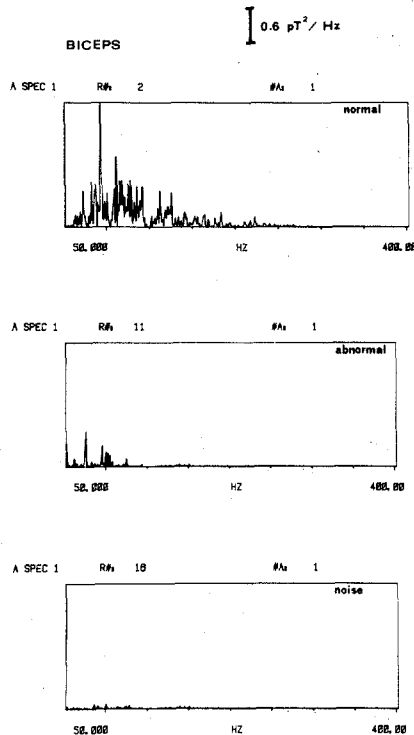 0.6 pT²/ Hz
BICEPS
A SPEC 1 R#: 2 #A: 1
normal
50.000 HZ 400.00
A SPEC 1 R#: 11 #A: 1
abnormal
50.000 HZ 400.00
A SPEC 1 R#: 16 #A: 1
noise
50.000 HZ 400.00